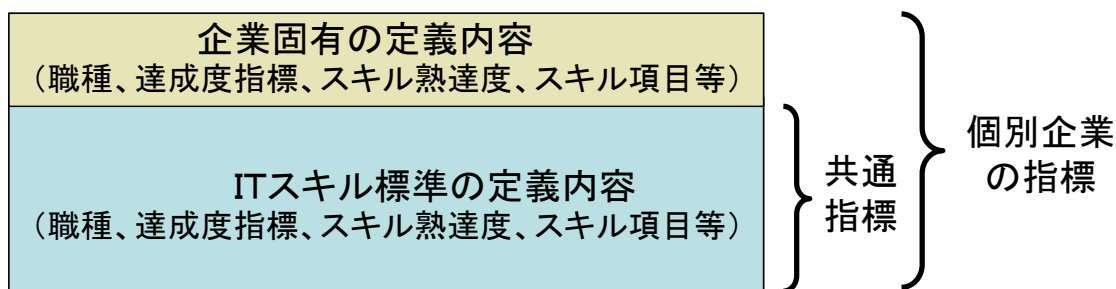 企業固有の定義内容
（職種、達成度指標、スキル熟達度、スキル項目等）
ITスキル標準の定義内容
（職種、達成度指標、スキル熟達度、スキル項目等）
共通
指標
個別企業
の指標